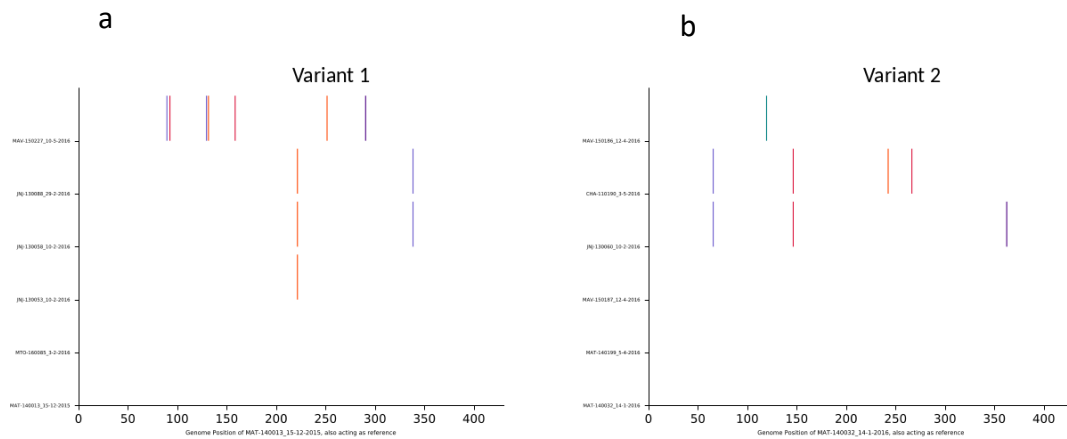 a
b
Variant 1
Variant 2
MAV-150227_10-5-2016
JNJ-130088_29-2-2016
JNJ-130058_10-2-2016
JNJ-130053_10-2-2016
MTO-160085_3-2-2016
MAT-140013_15-12-2015
0 50 100 150 200 250 300 350 400
Genome Position of MAT-140013_15-12-2015, also acting as reference
MAV-150186_12-4-2016
CHA-110190_3-5-2016
JNJ-130060_10-2-2016
MAV-150187_12-4-2016
MAT-140199_5-4-2016
MAT-140032_14-1-2016
0 50 100 150 200 250 300 350 400
Genome Position of MAT-140032_14-1-2016, also acting as reference